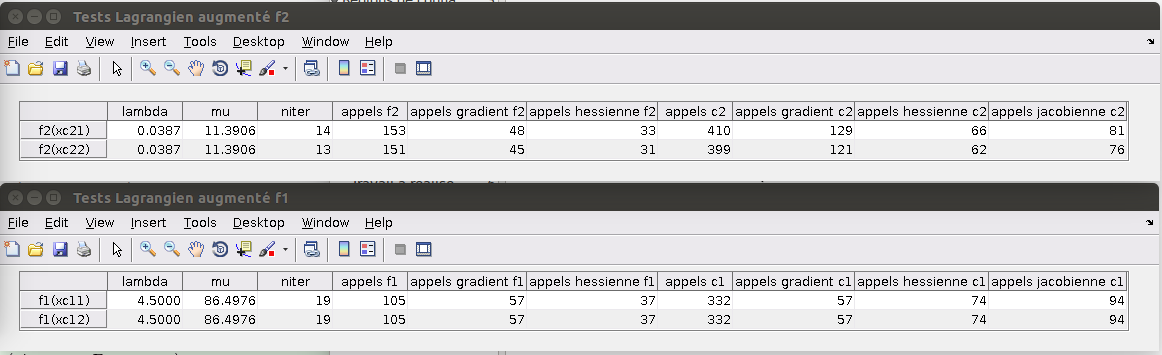 Tests Lagrangien augmenté f2
File Edit View Insert Tools Desktop Window Help
lambda mu niter appels f2 appels gradient f2 appels hessienne f2 appels c2 appels gradient c2 appels hessienne c2 appels jacobienne c2
f2(xc21) 0.0387 11.3906 14 153 48 33 410 129 66 81
f2(xc22) 0.0387 11.3906 13 151 45 31 399 121 62 76
Tests Lagrangien augmenté f1
File Edit View Insert Tools Desktop Window Help
lambda mu niter appels f1 appels gradient f1 appels hessienne f1 appels c1 appels gradient c1 appels hessienne c1 appels jacobienne c1
f1(xc11) 4.5000 86.4976 19 105 57 37 332 57 74 94
f1(xc12) 4.5000 86.4976 19 105 57 37 332 57 74 94